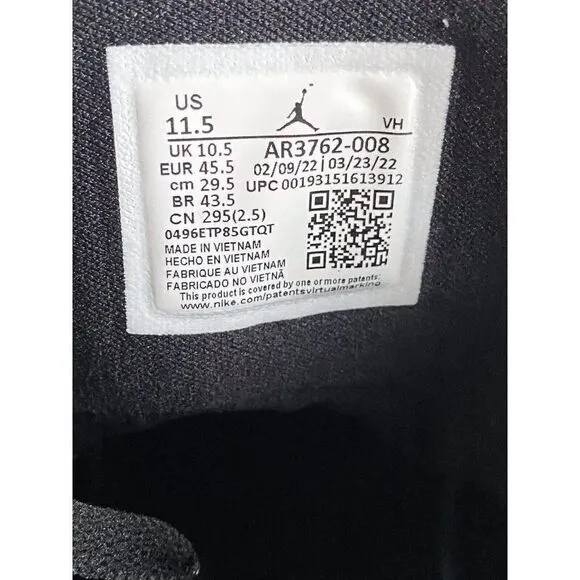 US
11.5 VH
UK 10.5 AR3762-008
EUR 45.5 02/09/22 | 03/23/22
cm 29.5 UPC 00193151613912
BR 43.5
CN 295(2.5)
0496ETP85GTQT
MADE IN VIETNAM
HECHO EN VIETNAM
FABRIQUE AU VIETNAM
FABRICADO NO VIETNÃ
This product is covered by one or more patents:
www.nike.com/patentsvirtualmarking